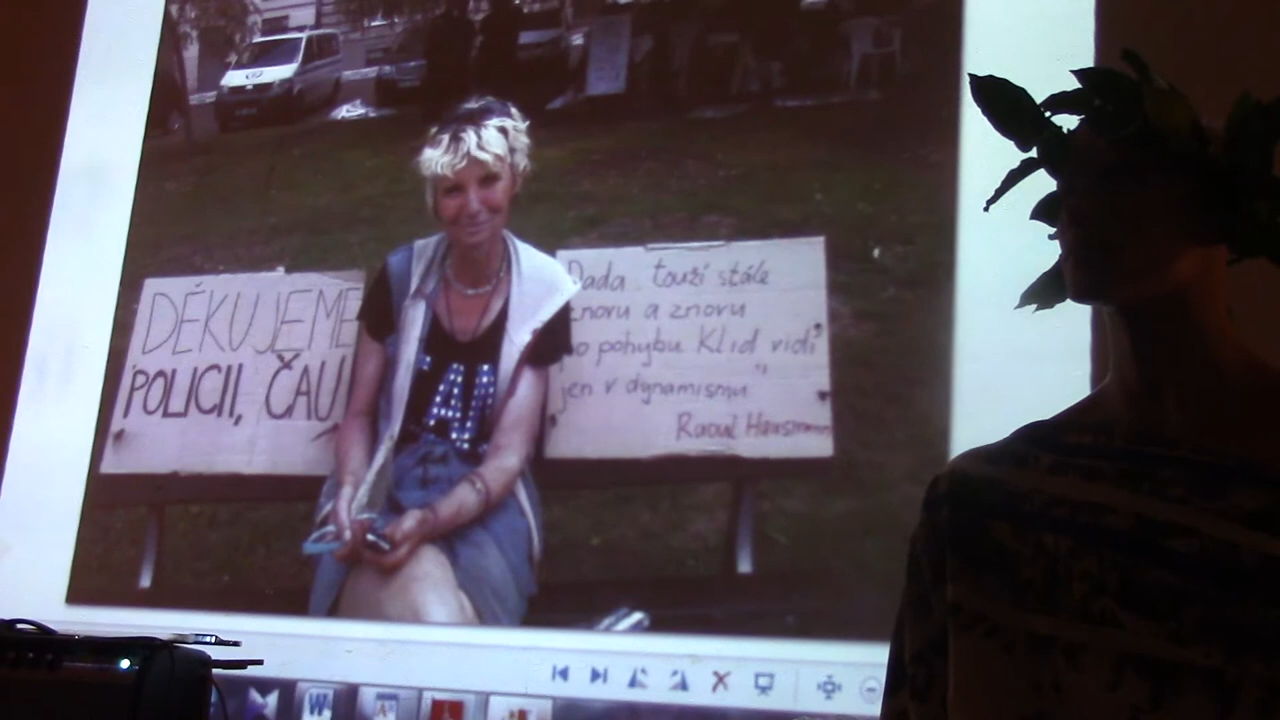 DĚKUJEME
POLICII, ČAU
Dada touží stále
znovu a znovu
po pohybu. Klid vidí
jen v dynamismu"
Raoul Hausmann